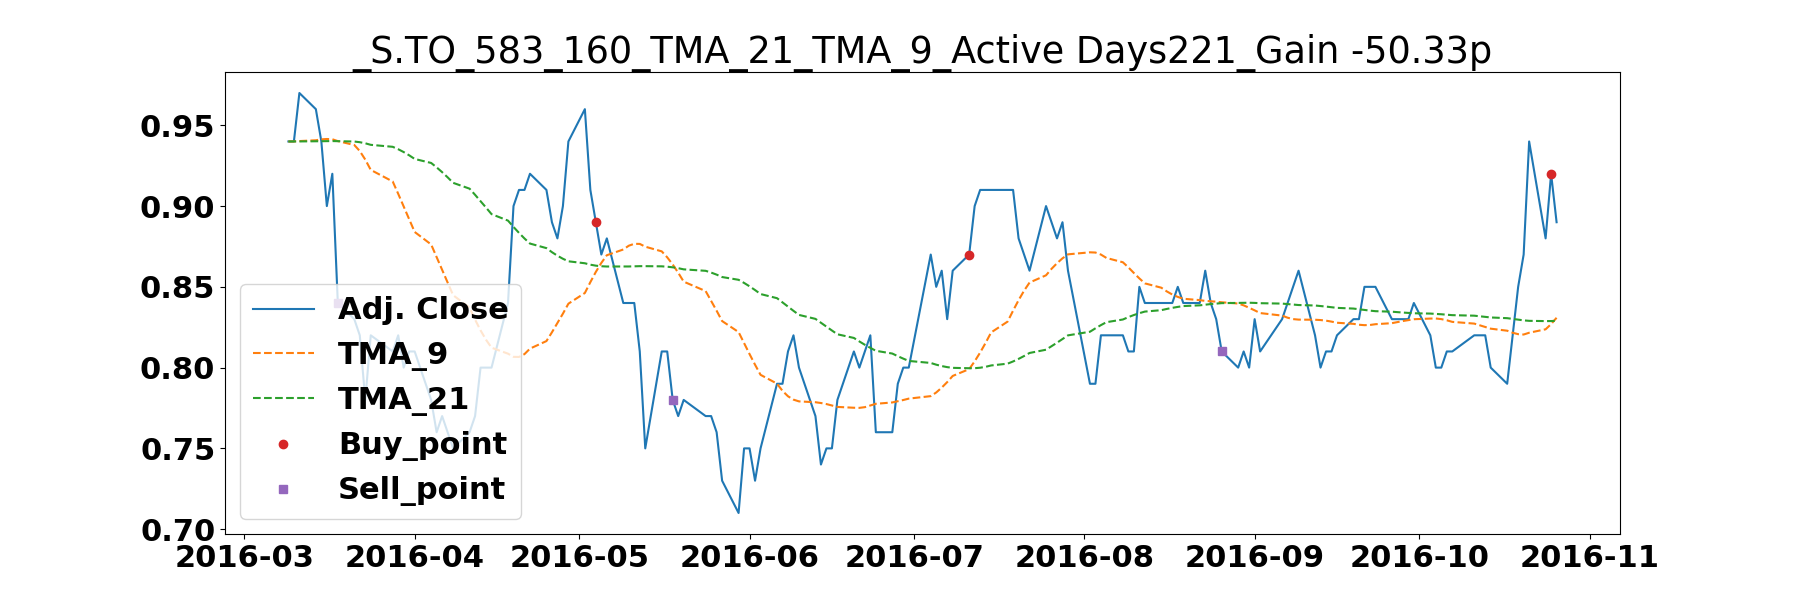 _S.TO_583_160_TMA_21_TMA_9_Active Days221_Gain -50.33p
0.95
0.90
0.85
0.80
0.75
0.70
Adj. Close
TMA_9
TMA_21
Buy_point
Sell_point
2016-03 2016-04 2016-05 2016-06 2016-07 2016-08 2016-09 2016-10 2016-11